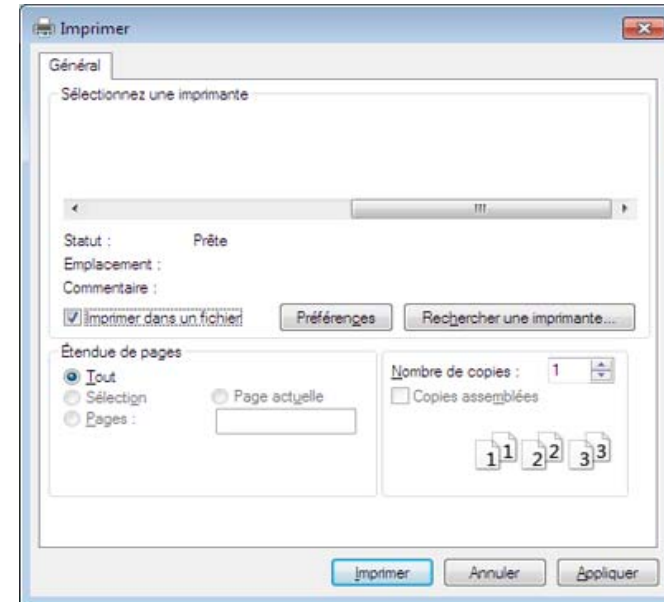 Imprimer
Général
Sélectionnez une imprimante
Statut : Prête
Emplacement :
Commentaire :
Imprimer dans un fichier Préférences Rechercher une imprimante...
Étendue de pages
Tout
Sélection Page actuelle
Pages :
Nombre de copies : 1
Copies assemblées
1 1 2 2 3 3
Imprimer Annuler Appliquer